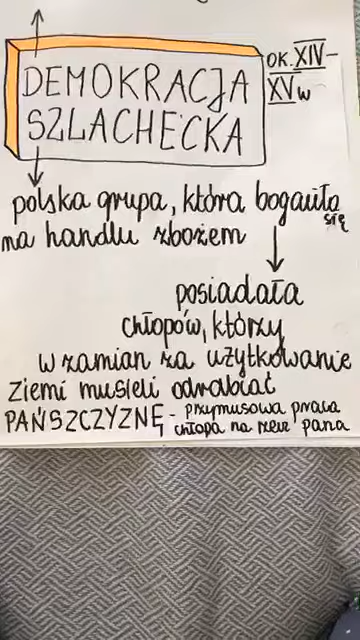 DEMOKRACJA
SZLACHECKA
OK. XIV-
XV w
polska grupa, która bogaciła
się
na handlu zbożem
posiadała
chłopów, którzy
w zamian za użytkowanie
ziemi musieli odrabiać
PAŃSZCZYZNĘ - przymusowa praca
chłopa na rzecz pana